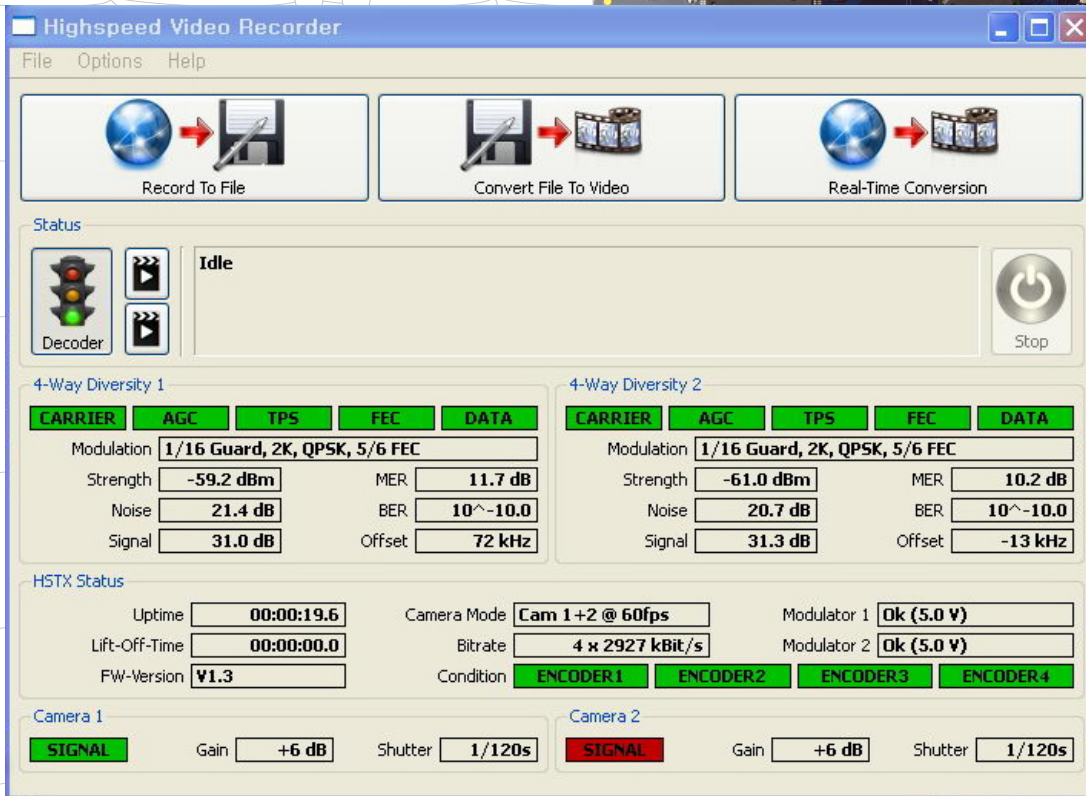 Highspeed Video Recorder
File Options Help
Record To File Convert File To Video Real-Time Conversion
Status
Idle
Decoder Stop
4-Way Diversity 1
CARRIER AGC TPS FEC DATA
Modulation 1/16 Guard, 2K, QPSK, 5/6 FEC
Strength -59.2 dBm MER 11.7 dB
Noise 21.4 dB BER 10^-10.0
Signal 31.0 dB Offset 72 kHz
4-Way Diversity 2
CARRIER AGC TPS FEC DATA
Modulation 1/16 Guard, 2K, QPSK, 5/6 FEC
Strength -61.0 dBm MER 10.2 dB
Noise 20.7 dB BER 10^-10.0
Signal 31.3 dB Offset -13 kHz
HSTX Status
Uptime 00:00:19.6 Camera Mode Cam 1+2 @ 60fps Modulator 1 Ok (5.0 V)
Lift-Off-Time 00:00:00.0 Bitrate 4 x 2927 kBit/s Modulator 2 Ok (5.0 V)
FW-Version V1.3 Condition ENCODER1 ENCODER2 ENCODER3 ENCODER4
Camera 1
SIGNAL Gain +6 dB Shutter 1/120s
Camera 2
SIGNAL Gain +6 dB Shutter 1/120s